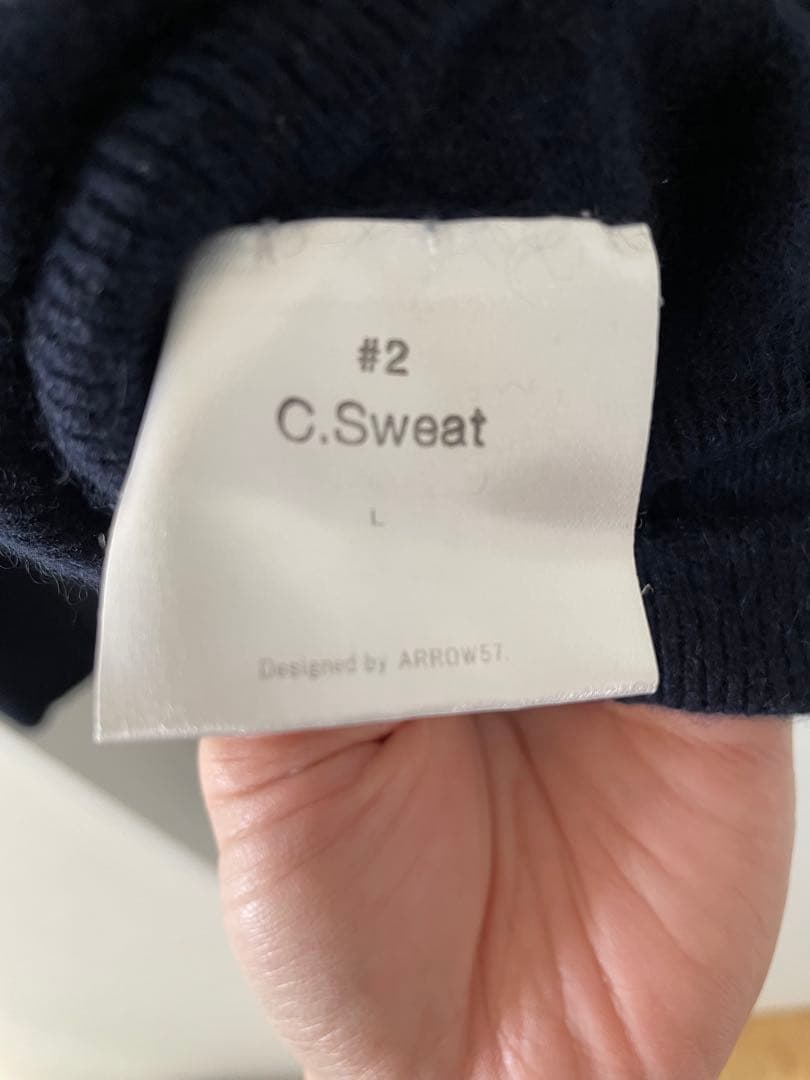 #2
C.Sweat
L
Designed by ARROW57.